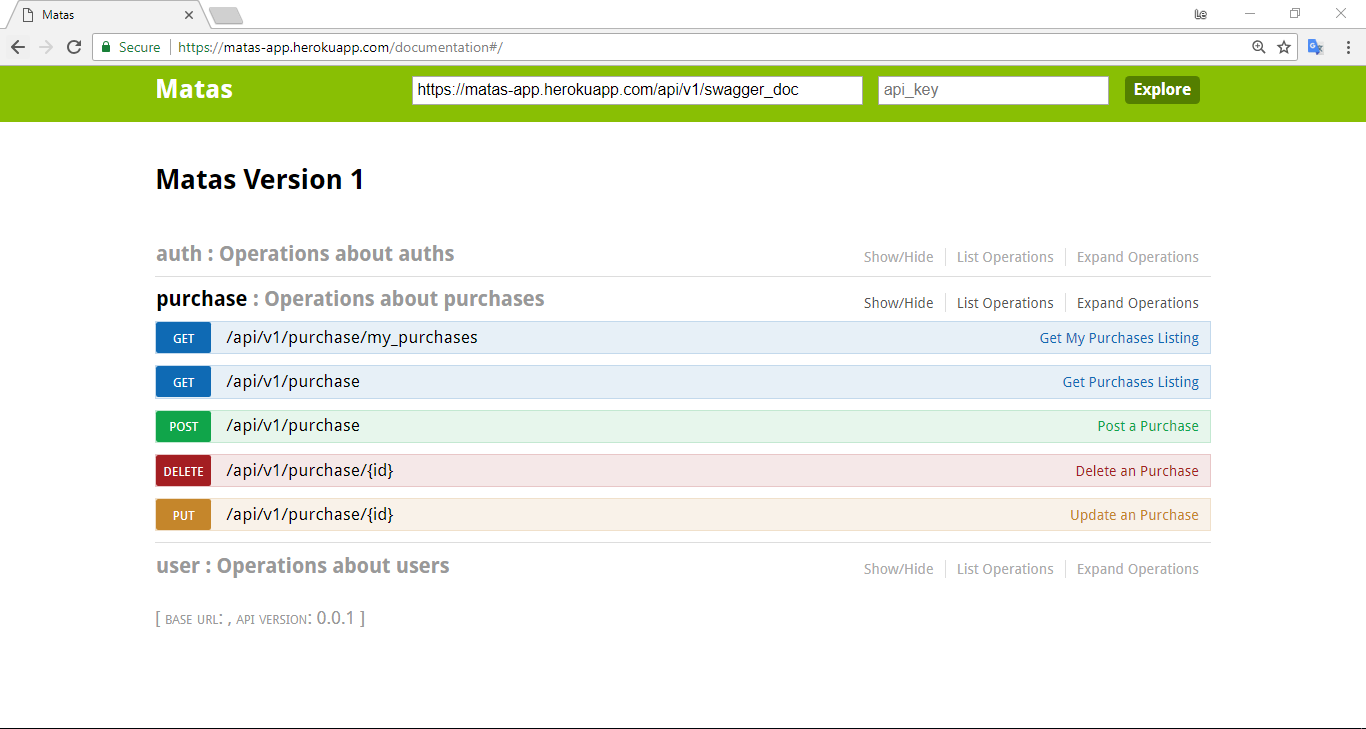 Matas
Le
Secure https://matas-app.herokuapp.com/documentation#/
Matas https://matas-app.herokuapp.com/api/v1/swagger_doc api_key Explore
Matas Version 1
auth : Operations about auths Show/Hide List Operations Expand Operations
purchase : Operations about purchases Show/Hide List Operations Expand Operations
GET /api/v1/purchase/my_purchases Get My Purchases Listing
GET /api/v1/purchase Get Purchases Listing
POST /api/v1/purchase Post a Purchase
DELETE /api/v1/purchase/{id} Delete an Purchase
PUT /api/v1/purchase/{id} Update an Purchase
user : Operations about users Show/Hide List Operations Expand Operations
[ BASE URL: , API VERSION: 0.0.1 ]